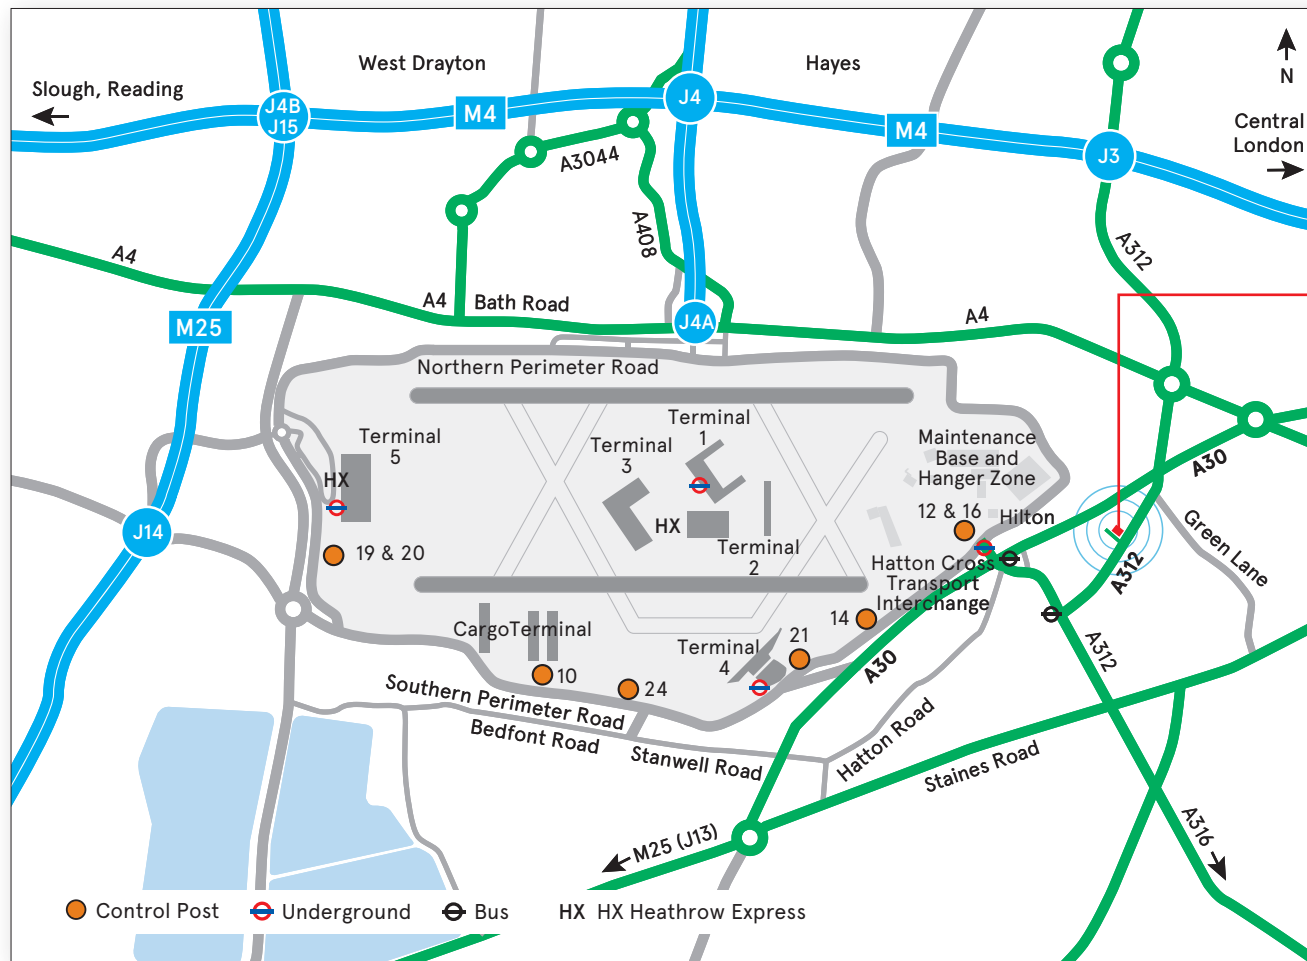 West Drayton
Hayes
Slough, Reading
N
J4B
J15
M4
J4
M4
Central
London
J3
A3044
A408
A312
A4
A4
Bath Road
M25
J4A
A4
Northern Perimeter Road
Terminal
1
Terminal
5
Terminal
3
Maintenance
Base and
Hanger Zone
A30
HX
12 & 16
Hilton
HX
J14
19 & 20
Terminal
2
Hatton Cross
Transport
Interchange
Green Lane
A312
14
CargoTerminal
21
Terminal
4
A312
A30
10
24
Southern Perimeter Road
Bedfont Road
Stanwell Road
Hatton Road
Staines Road
A316
M25 (J13)
Control Post
Underground
Bus
HX HX Heathrow Express